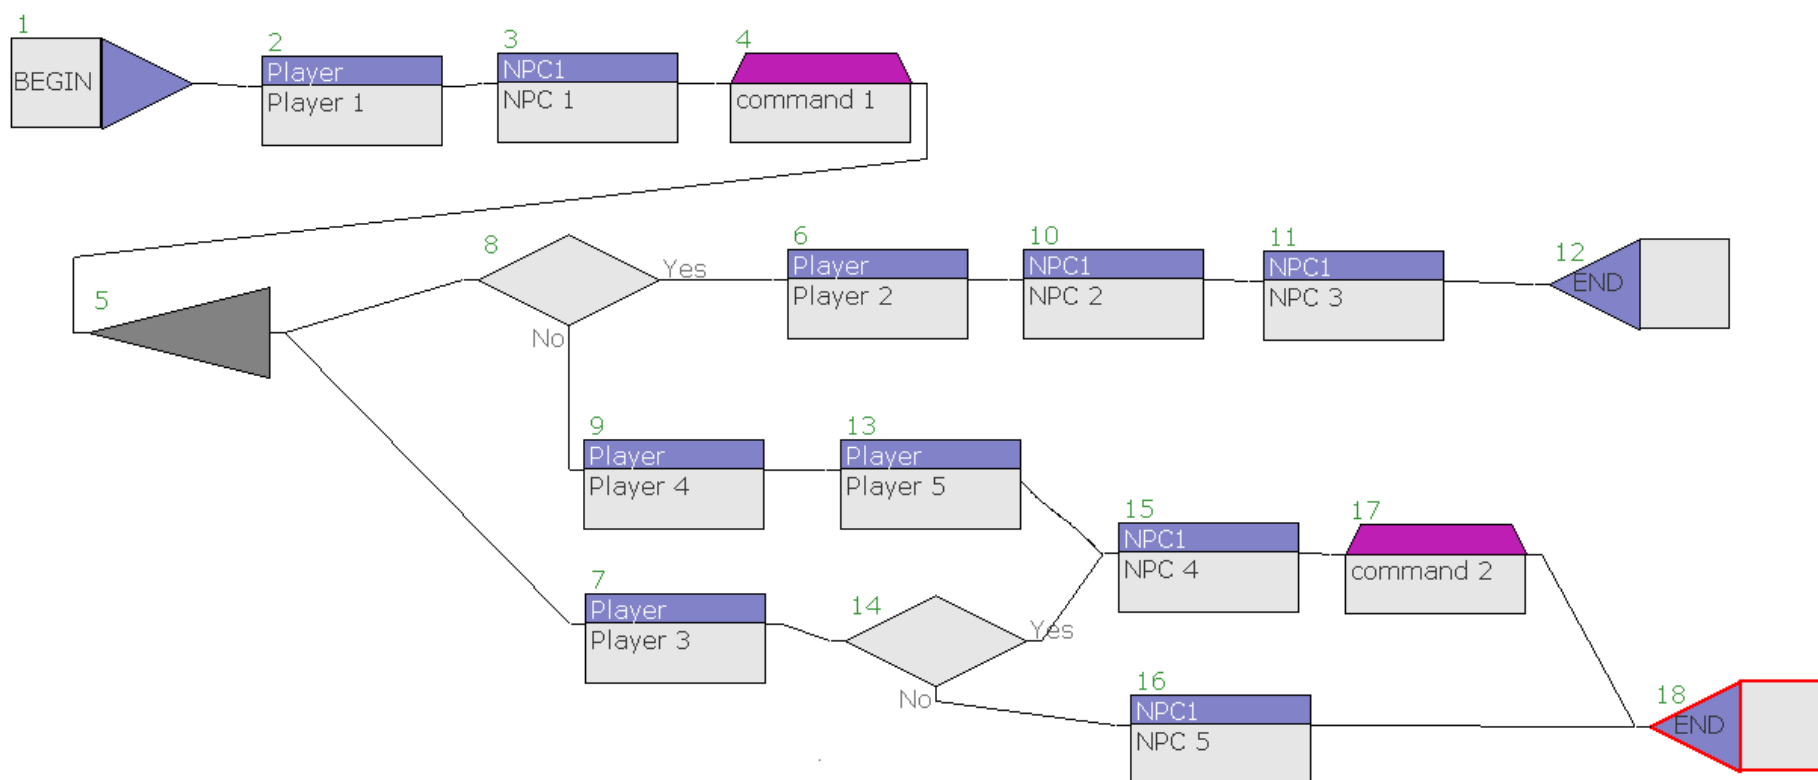 1
BEGIN
2
Player
Player 1
3
NPC1
NPC 1
4
command 1
5
8
Yes
No
6
Player
Player 2
10
NPC1
NPC 2
11
NPC1
NPC 3
12
END
9
Player
Player 4
13
Player
Player 5
7
Player
Player 3
14
Yes
No
15
NPC1
NPC 4
17
command 2
16
NPC1
NPC 5
18
END